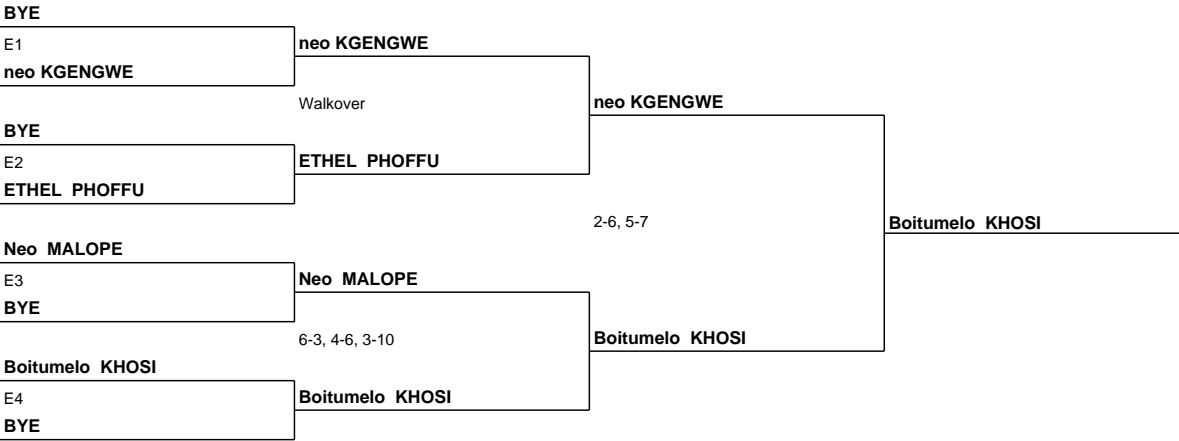 BYE
E1
neo KGENGWE
BYE
E2
ETHEL PHOFFU
Neo MALOPE
E3
BYE
Boitumelo KHOSI
E4
BYE
neo KGENGWE
Walkover
ETHEL PHOFFU
Neo MALOPE
6-3, 4-6, 3-10
Boitumelo KHOSI
neo KGENGWE
2-6, 5-7
Boitumelo KHOSI
Boitumelo KHOSI